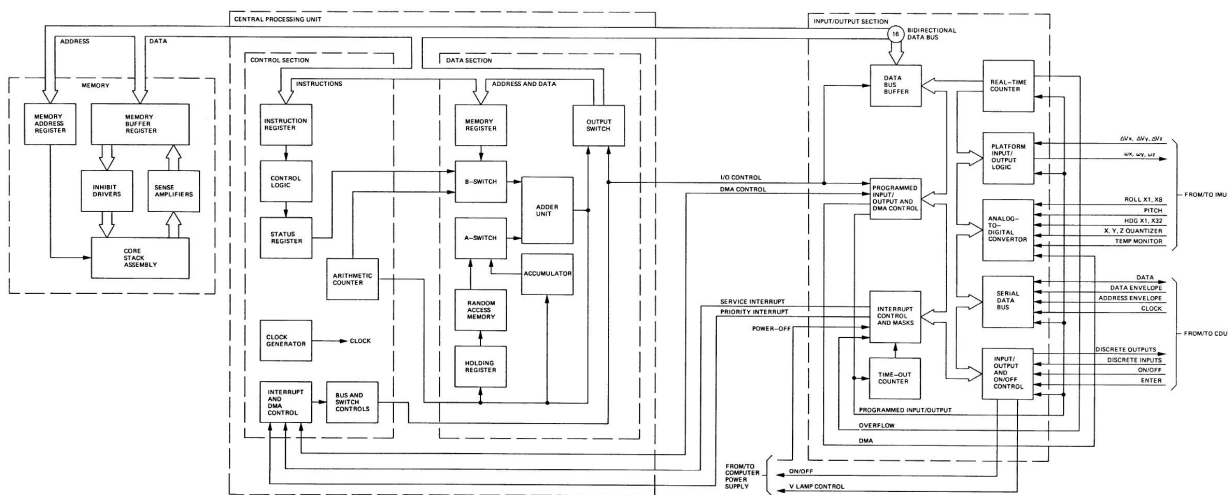 CENTRAL PROCESSING UNIT
INPUT/OUTPUT SECTION
16
BIDIRECTIONAL
DATA
BUS
ADDRESS
DATA
MEMORY
MEMORY
ADDRESS
REGISTER
MEMORY
BUFFER
REGISTER
INHIBIT
DRIVERS
SENSE
AMPLIFIERS
CORE
STACK
ASSEMBLY
CONTROL SECTION
INSTRUCTIONS
INSTRUCTION
REGISTER
CONTROL
LOGIC
STATUS
REGISTER
ARITHMETIC
COUNTER
CLOCK
GENERATOR
CLOCK
INTERRUPT
AND
DMA
CONTROL
BUS AND
SWITCH
CONTROLS
DATA SECTION
ADDRESS AND DATA
MEMORY
REGISTER
OUTPUT
SWITCH
B-SWITCH
ADDER
UNIT
A-SWITCH
ACCUMULATOR
RANDOM
ACCESS
MEMORY
HOLDING
REGISTER
I/O CONTROL
DMA CONTROL
SERVICE INTERRUPT
PRIORITY INTERRUPT
POWER-OFF
DATA
BUS
BUFFER
REAL-TIME
COUNTER
PLATFORM
INPUT/
OUTPUT
LOGIC
PROGRAMMED
INPUT/
OUTPUT AND
DMA CONTROL
ANALOG-
TO-
DIGITAL
CONVERTOR
SERIAL
DATA
BUS
INTERRUPT
CONTROL
AND MASKS
TIME-OUT
COUNTER
INPUT/
OUTPUT
AND
ON/OFF
CONTROL
PROGRAMMED INPUT/OUTPUT
OVERFLOW
DMA
ΔVx, ΔVy, ΔVz
ωx, ωy, ωz
ROLL X1, X8
PITCH
HDG X1, X32
X, Y, Z QUANTIZER
TEMP MONITOR
FROM/TO IMU
DATA
DATA ENVELOPE
ADDRESS ENVELOPE
CLOCK
DISCRETE OUTPUTS
DISCRETE INPUTS
ON/OFF
ENTER
FROM/TO CDU
FROM/TO
COMPUTER
POWER
SUPPLY
ON/OFF
V LAMP CONTROL